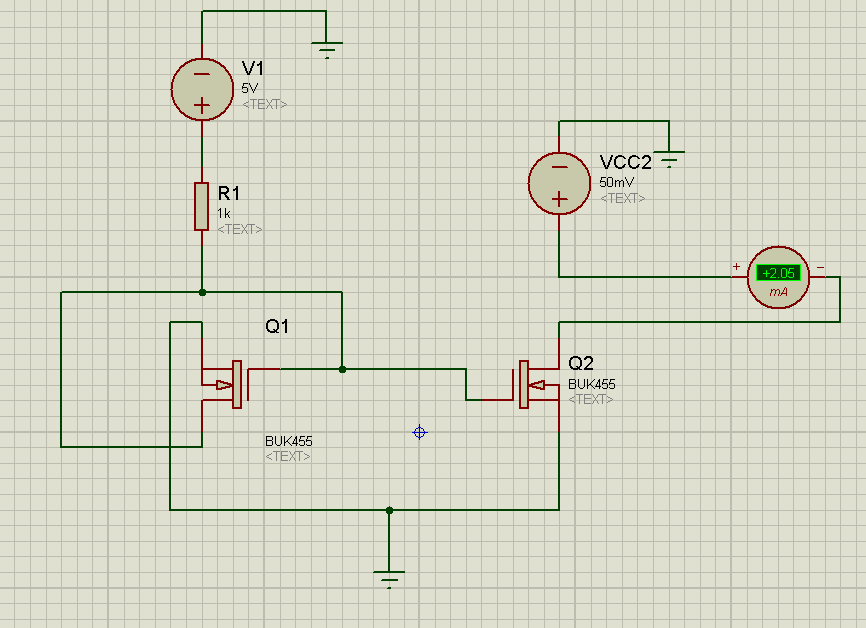 V1
5V
<TEXT>
R1
1k
<TEXT>
VCC2
50mV
<TEXT>
+
+2.05
−
mA
Q1
BUK455
<TEXT>
Q2
BUK455
<TEXT>